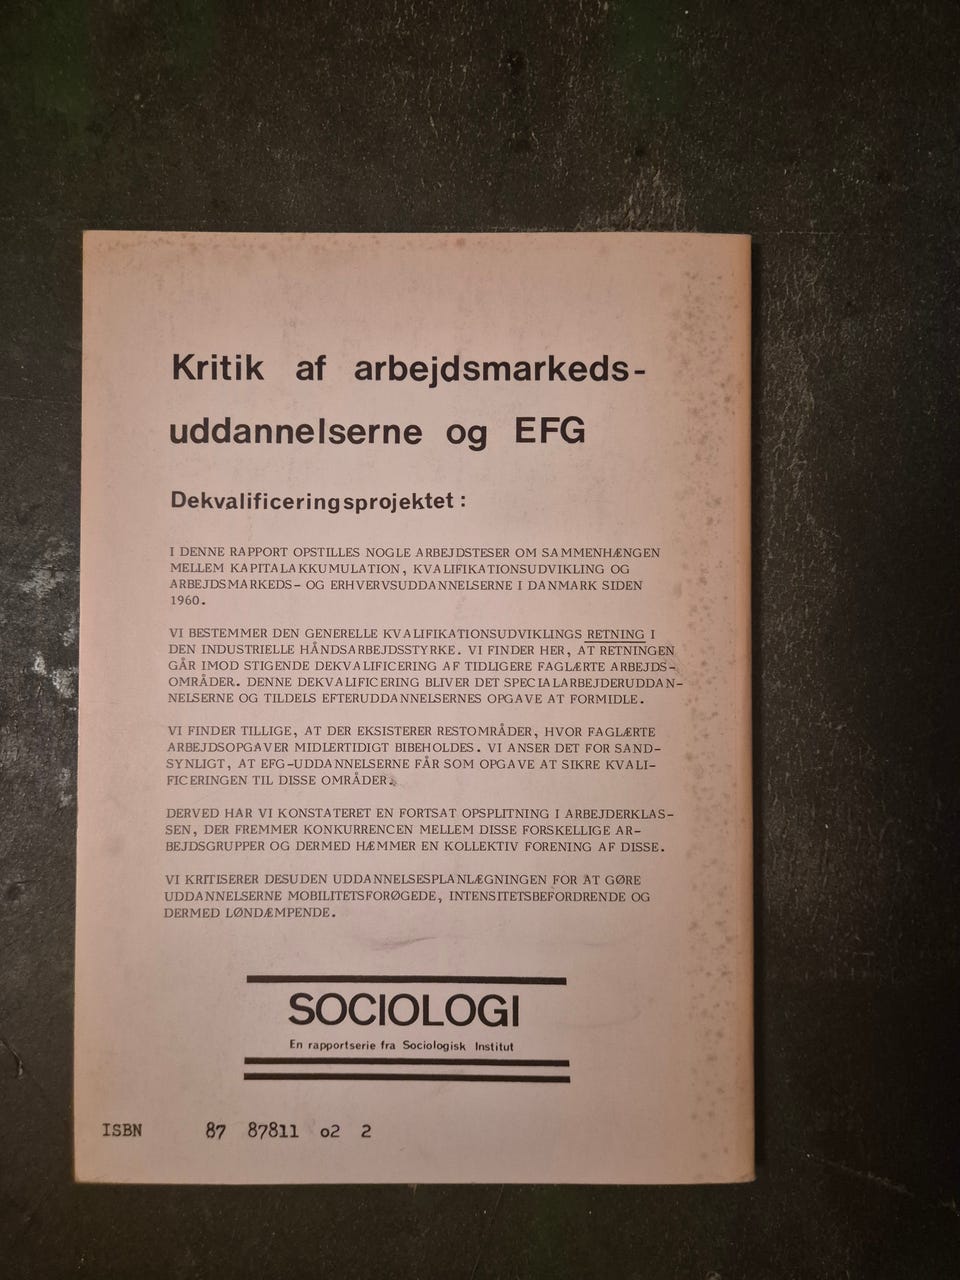 Kritik af arbejdsmarkeds-
uddannelserne og EFG
Dekvalificeringsprojektet:
I DENNE RAPPORT OPSTILLES NOGLE ARBEJDSTESER OM SAMMENHÆNGEN
MELLEM KAPITALAKKUMULATION, KVALIFIKATIONSUDVIKLING OG
ARBEJDSMARKEDS- OG ERHVERVSUDDANNELSERNE I DANMARK SIDEN
1960.
VI BESTEMMER DEN GENERELLE KVALIFIKATIONSUDVIKLINGS RETNING I
DEN INDUSTRIELLE HÅNDSARBEJDSSTYRKE. VI FINDER HER, AT RETNINGEN
GÅR IMOD STIGENDE DEKVALIFICERING AF TIDLIGERE FAGLÆRTE ARBEJDS-
OMRÅDER. DENNE DEKVALIFICERING BLIVER DET SPECIALARBEJDERUDDAN-
NELSERNE OG TILDELS EFTERUDDANNELSERNES OPGAVE AT FORMIDLE.
VI FINDER TILLIGE, AT DER EKSISTERER RESTOMRÅDER, HVOR FAGLÆRTE
ARBEJDSOPGAVER MIDLERTIDIGT BIBEHOLDES. VI ANSER DET FOR SAND-
SYNLIGT, AT EFG-UDDANNELSERNE FÅR SOM OPGAVE AT SIKRE KVALI-
FICERINGEN TIL DISSE OMRÅDER.
DERVED HAR VI KONSTATERET EN FORTSAT OPSPLITNING I ARBEJDERKLAS-
SEN, DER FREMMER KONKURRENCEN MELLEM DISSE FORSKELLIGE AR-
BEJDSGRUPPER OG DERMED HÆMMER EN KOLLEKTIV FORENING AF DISSE.
VI KRITISERER DESUDEN UDDANNELSESPLANLÆGNINGEN FOR AT GØRE
UDDANNELSERNE MOBILITETSFORØGEDE, INTENSITETSBEFORDRENDE OG
DERMED LØNDÆMPENDE.
SOCIOLOGI
En rapportserie fra Sociologisk Institut
ISBN 87 87811 o2 2